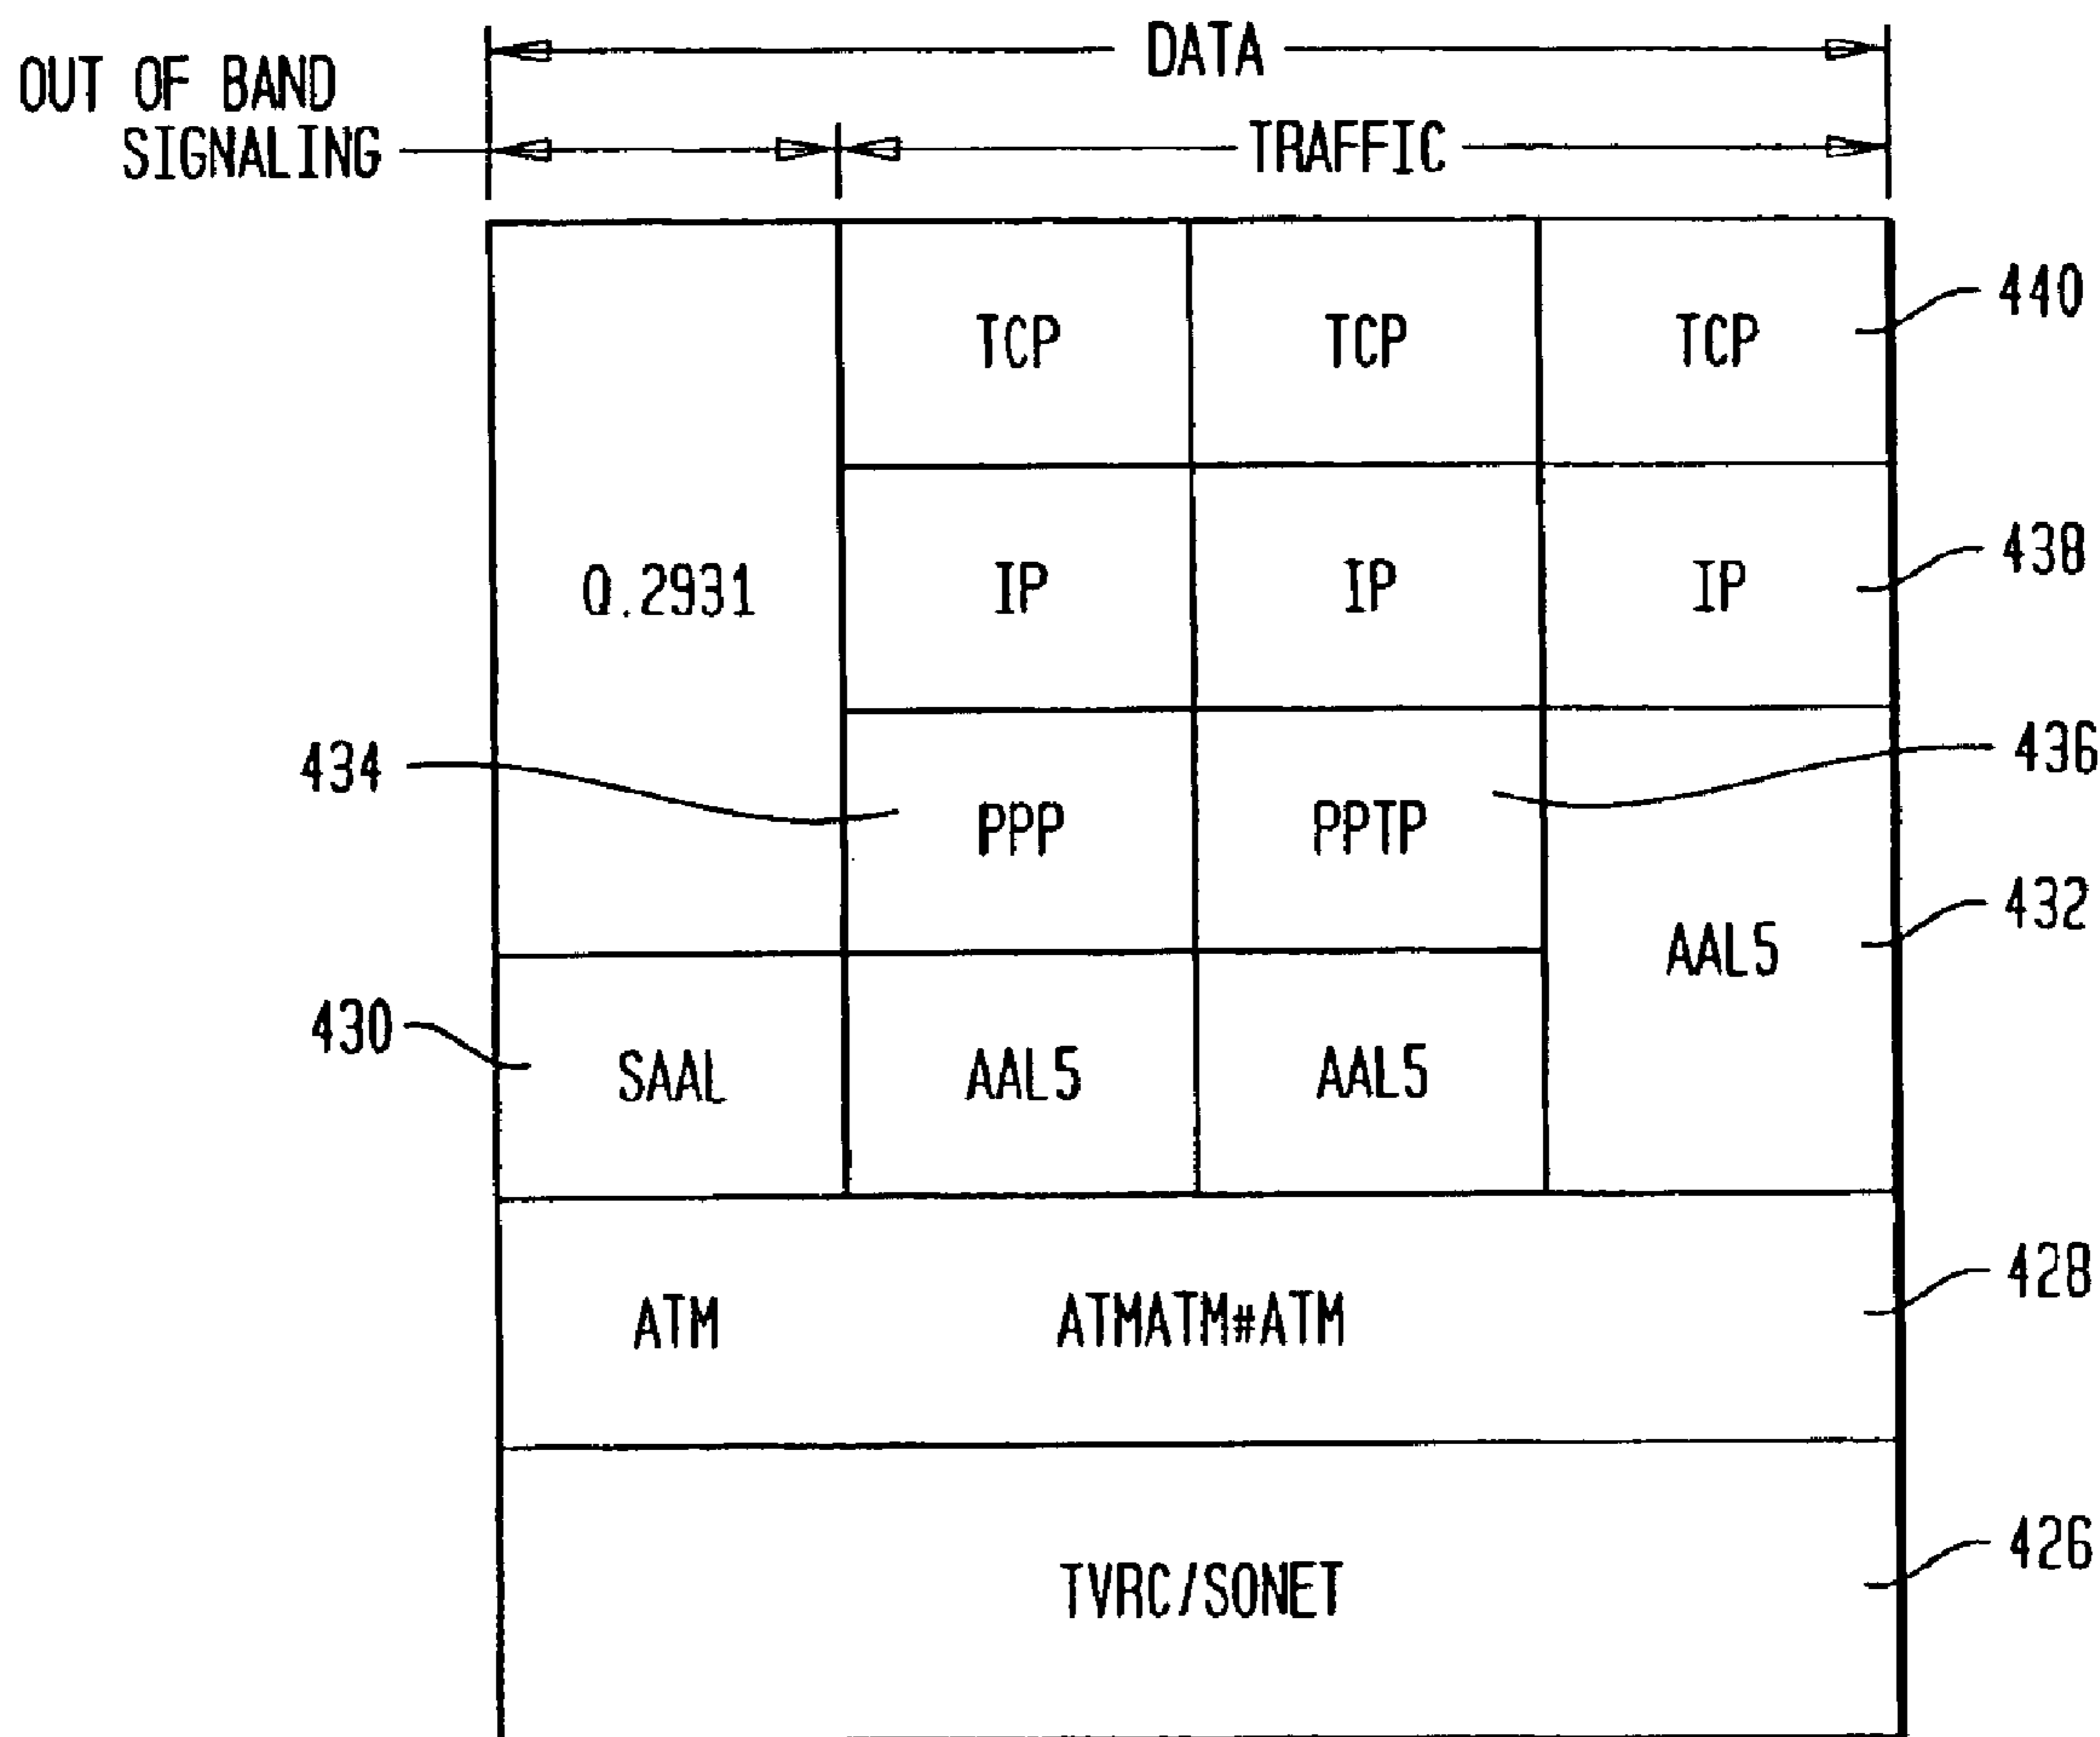 DATA
OUT OF BAND
SIGNALING
TRAFFIC
TCP TCP TCP 440
Q.2931 IP IP IP 438
434 PPP PPTP 436
AAL5 432
430 SAAL AAL5 AAL5
ATM ATMATM#ATM 428
TVRC/SONET 426